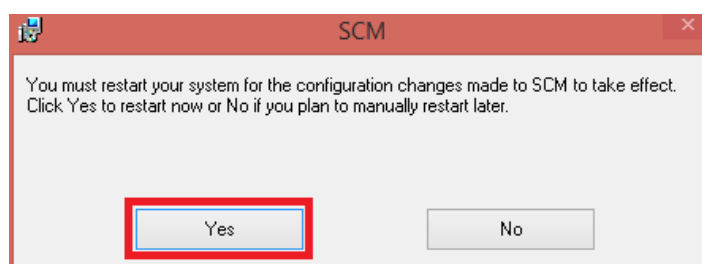 SCM
You must restart your system for the configuration changes made to SCM to take effect.
Click Yes to restart now or No if you plan to manually restart later.
Yes
No